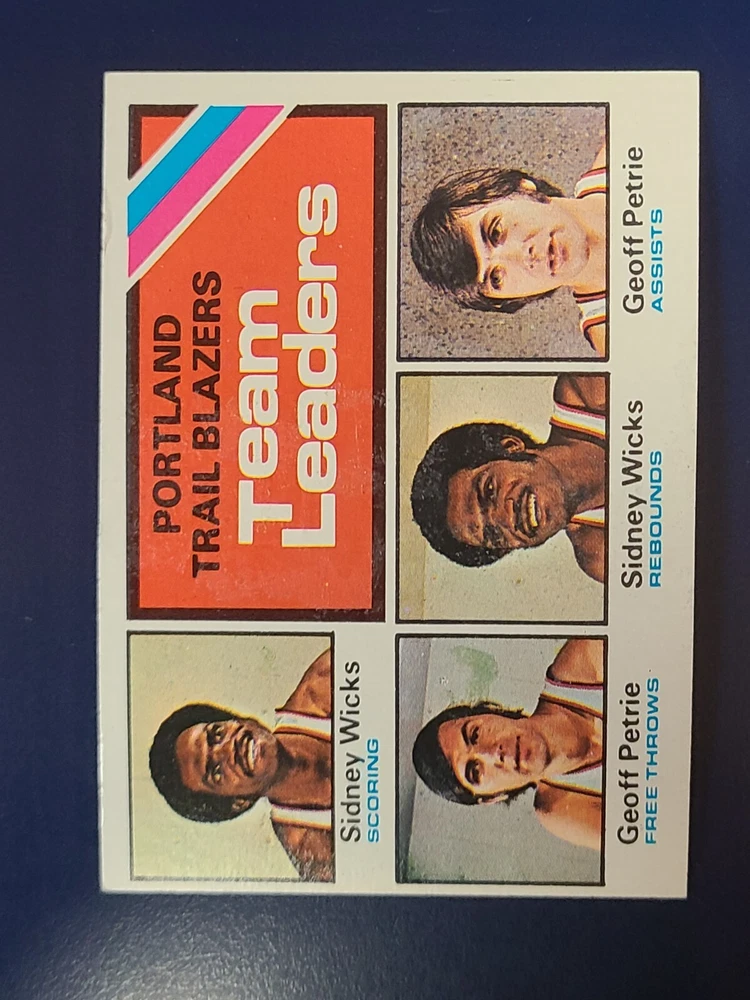 Sidney Wicks
SCORING
PORTLAND
TRAIL BLAZERS
Team
Leaders
Geoff Petrie
FREE THROWS
Sidney Wicks
REBOUNDS
Geoff Petrie
ASSISTS